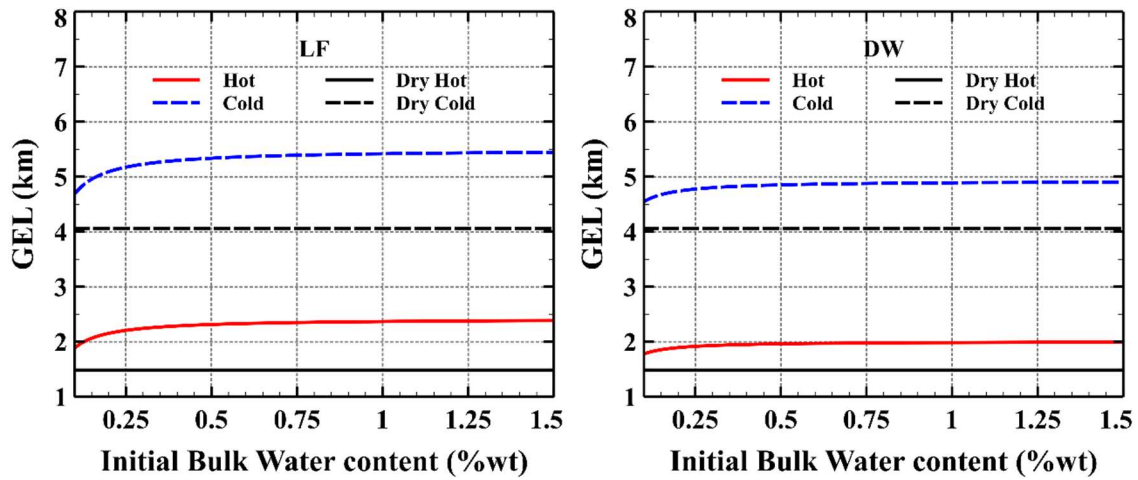 LF
Hot Dry Hot
Cold Dry Cold
8
7
6
5
4
3
2
1
GEL (km)
0.25 0.5 0.75 1 1.25 1.5
Initial Bulk Water content (%wt)
DW
Hot Dry Hot
Cold Dry Cold
8
7
6
5
4
3
2
1
GEL (km)
0.25 0.5 0.75 1 1.25 1.5
Initial Bulk Water content (%wt)